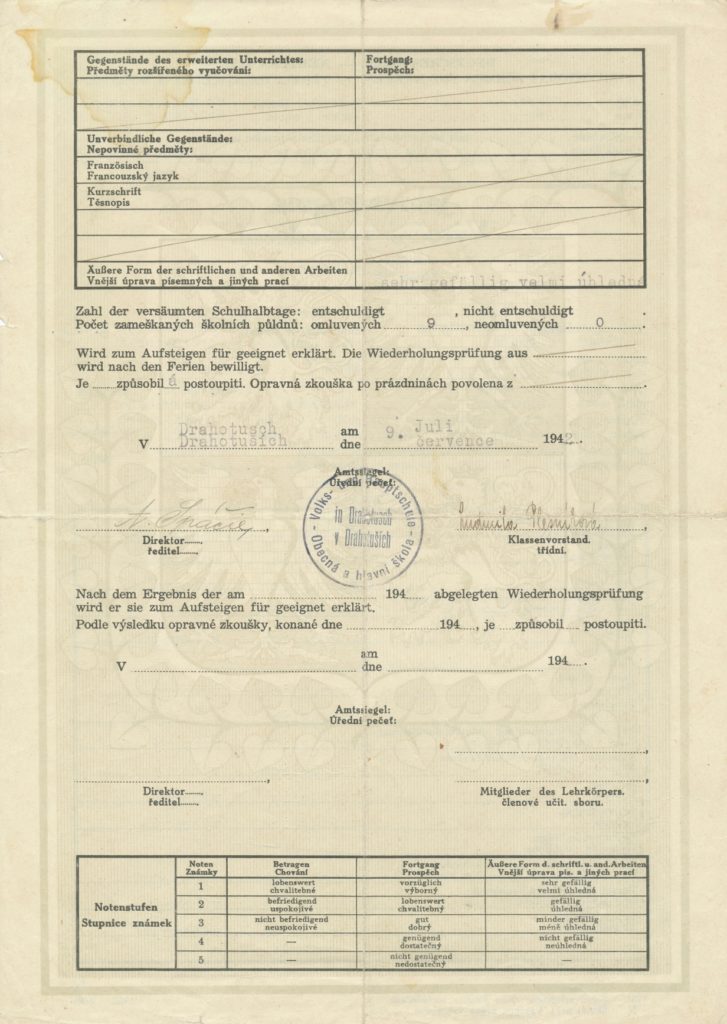 Gegenstände des erweiterten Unterrichtes: Fortgang:
Předměty rozšířeného vyučování: Prospěch:
Unverbindliche Gegenstände:
Nepovinné předměty:
Französisch
Francouzský jazyk
Kurzschrift
Těsnopis
Äußere Form der schriftlichen und anderen Arbeiten
Vnější úprava písemných a jiných prací sehr gefällig velmi úhledné
Zahl der versäumten Schulhalbtage: entschuldigt , nicht entschuldigt .
Počet zameškaných školních půldnů: omluvených 9 , neomluvených 0 .
Wird zum Aufsteigen für geeignet erklärt. Die Wiederholungsprüfung aus
wird nach den Ferien bewilligt.
Je způsobil á postoupiti. Opravná zkouška po prázdninách povolena z .
Drahotusch am 9. Juli
V Drahotuších dne července 1942.
Amtssiegel:
Úřední pečeť:
Volks- und Hauptschule
in Drahotusch
v Drahotuších
Obecná a hlavní škola
Ludmila
Direktor Klassenvorstand.
ředitel třídní.
Nach dem Ergebnis der am 194 abgelegten Wiederholungsprüfung
wird er sie zum Aufsteigen für geeignet erklärt.
Podle výsledku opravné zkoušky, konané dne 194 , je způsobil postoupiti.
am
V dne 194 .
Amtssiegel:
Úřední pečeť:
Direktor , Mitglieder des Lehrkörpers.
ředitel . členové učit. sboru.
Notenstufen
Stupnice známek
Noten Betragen Fortgang Äußere Form d. schriftl. u. and. Arbeiten
Známky Chování Prospěch Vnější úprava pís. a jiných prací
1 lobenswert vorzüglich sehr gefällig
chvalitebné výborný velmi úhledná
2 befriedigend lobenswert gefällig
uspokojivé chvalitebný úhledná
3 nicht befriedigend gut minder gefällig
neuspokojivé dobrý méně úhledná
4 — genügend nicht gefällig
dostatečný neúhledná
5 — nicht genügend —
nedostatečný